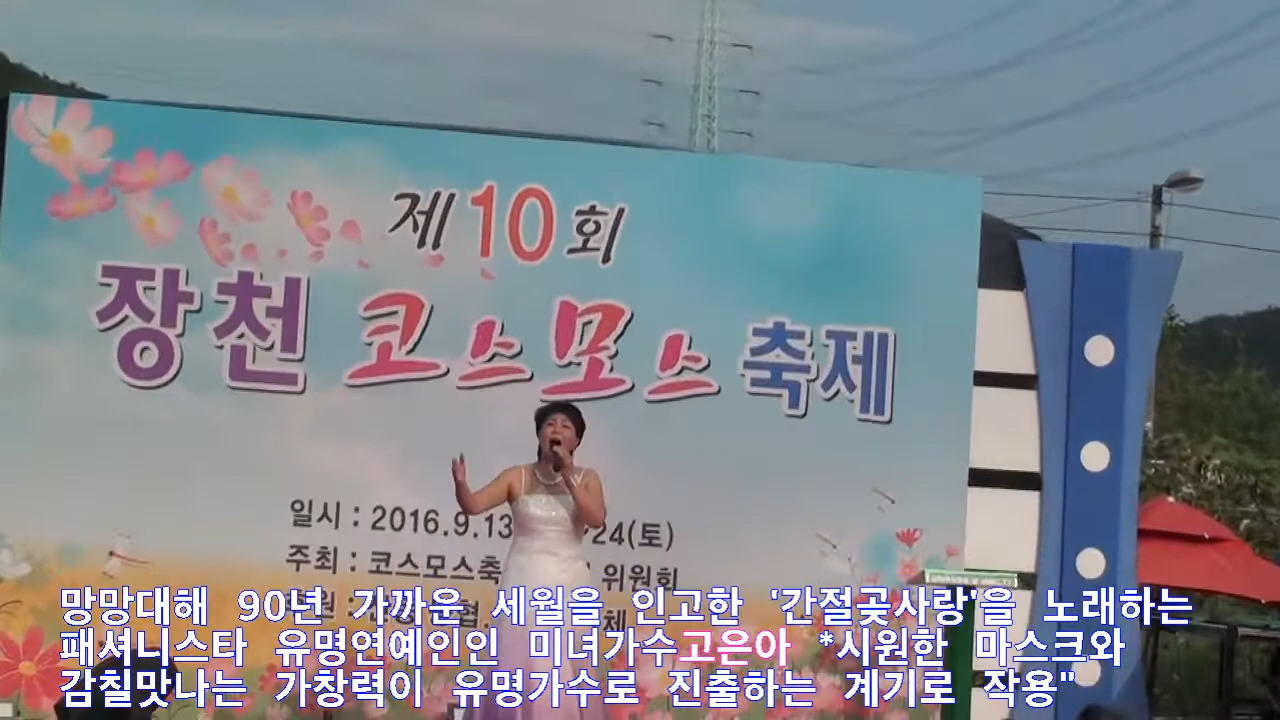 제10회
장천 코스모스 축제
일시 : 2016.9.13 24(토)
주최 : 코스모스축 위원회
망망대해 90년 가까운 세월을 인고한 '간절곶사랑'을 노래하는
패셔니스타 유명연예인인 미녀가수고은아 *시원한 마스크와
감칠맛나는 가창력이 유명가수로 진출하는 계기로 작용"